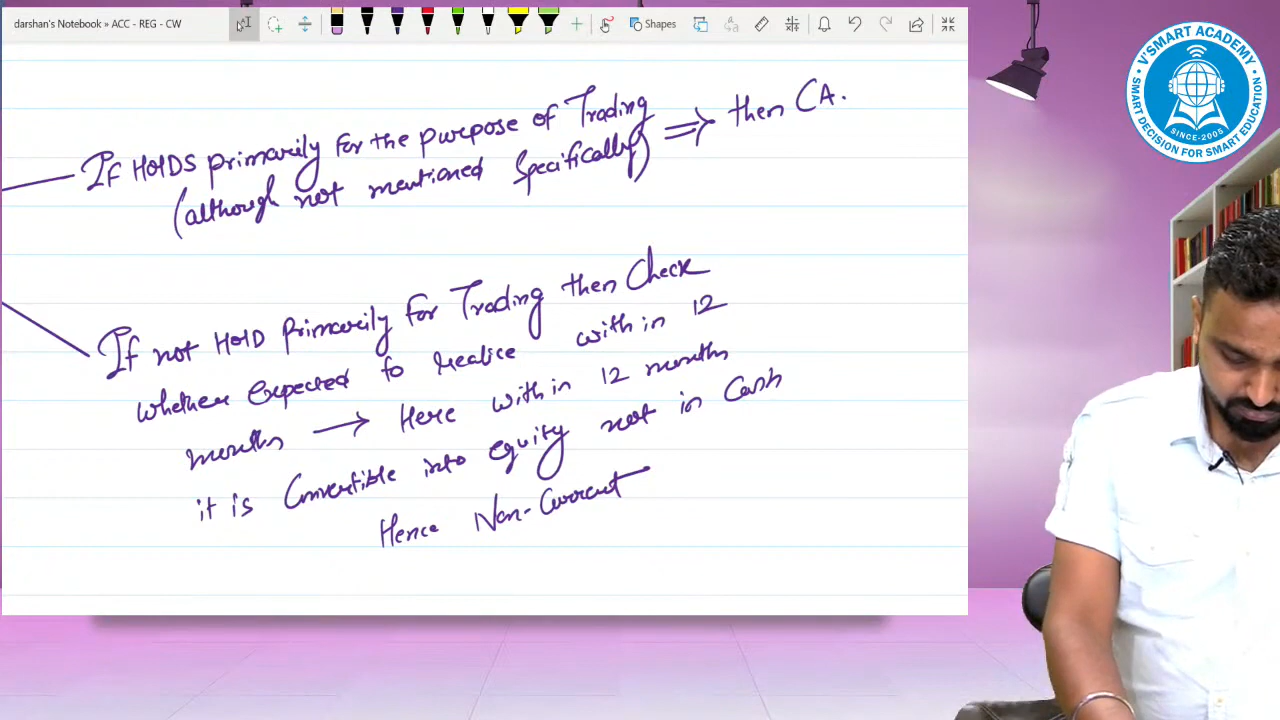 darshan's Notebook » ACC - REG - CW
Shapes
If HOlDS primarily for the purpose of Trading
(although not mentioned Specifically) ⇒ then CA.
If not HOlD primarily for Trading then Check
whether Expected to realise with in 12
months → Here with in 12 months
it is Convertible into equity not in Cash
Hence Non-Current
V'SMART ACADEMY
SINCE-2005
SMART DECISION FOR SMART EDUCATION